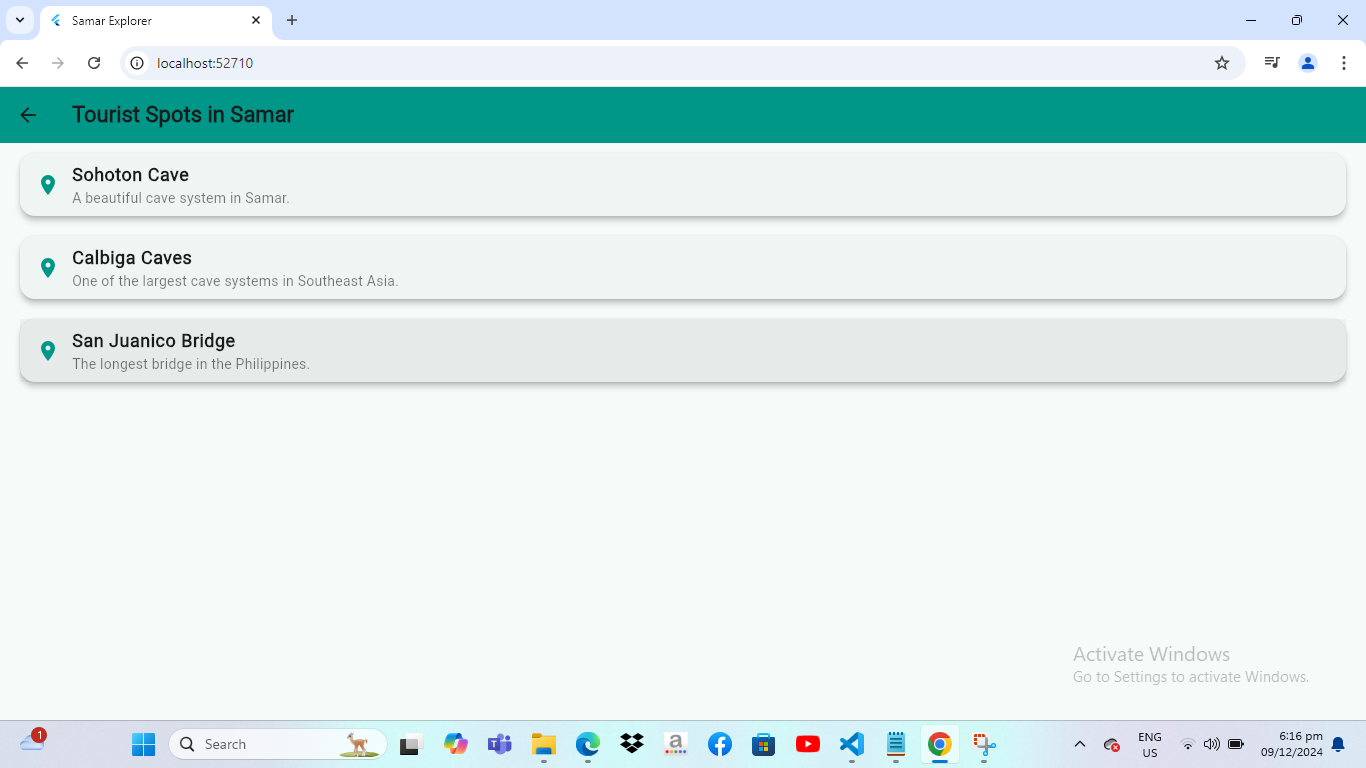 Samar Explorer
localhost:52710
Tourist Spots in Samar
Sohoton Cave
A beautiful cave system in Samar.
Calbiga Caves
One of the largest cave systems in Southeast Asia.
San Juanico Bridge
The longest bridge in the Philippines.
Activate Windows
Go to Settings to activate Windows.
1
Search
a
ENG
US
6:16 pm
09/12/2024